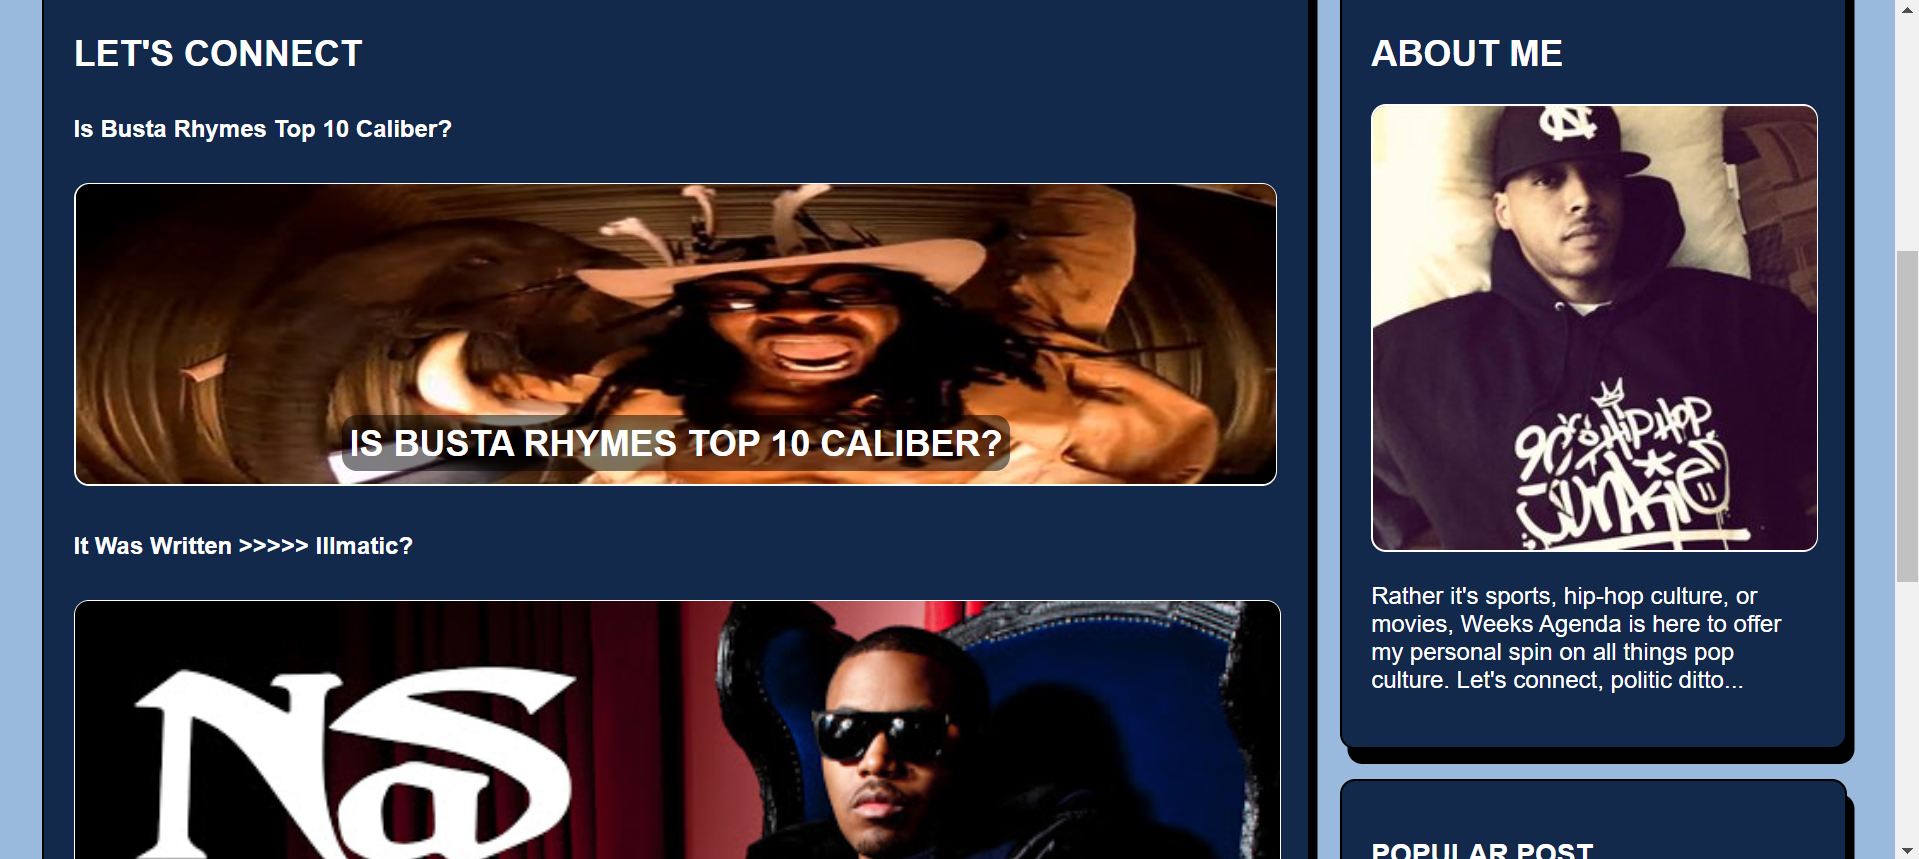 LET'S CONNECT
Is Busta Rhymes Top 10 Caliber?
IS BUSTA RHYMES TOP 10 CALIBER?
It Was Written >>>>> Illmatic?
NaS
ABOUT ME
NC
90's HIP HOP
JUNKIE
Rather it's sports, hip-hop culture, or
movies, Weeks Agenda is here to offer
my personal spin on all things pop
culture. Let's connect, politic ditto...
POPULAR POST